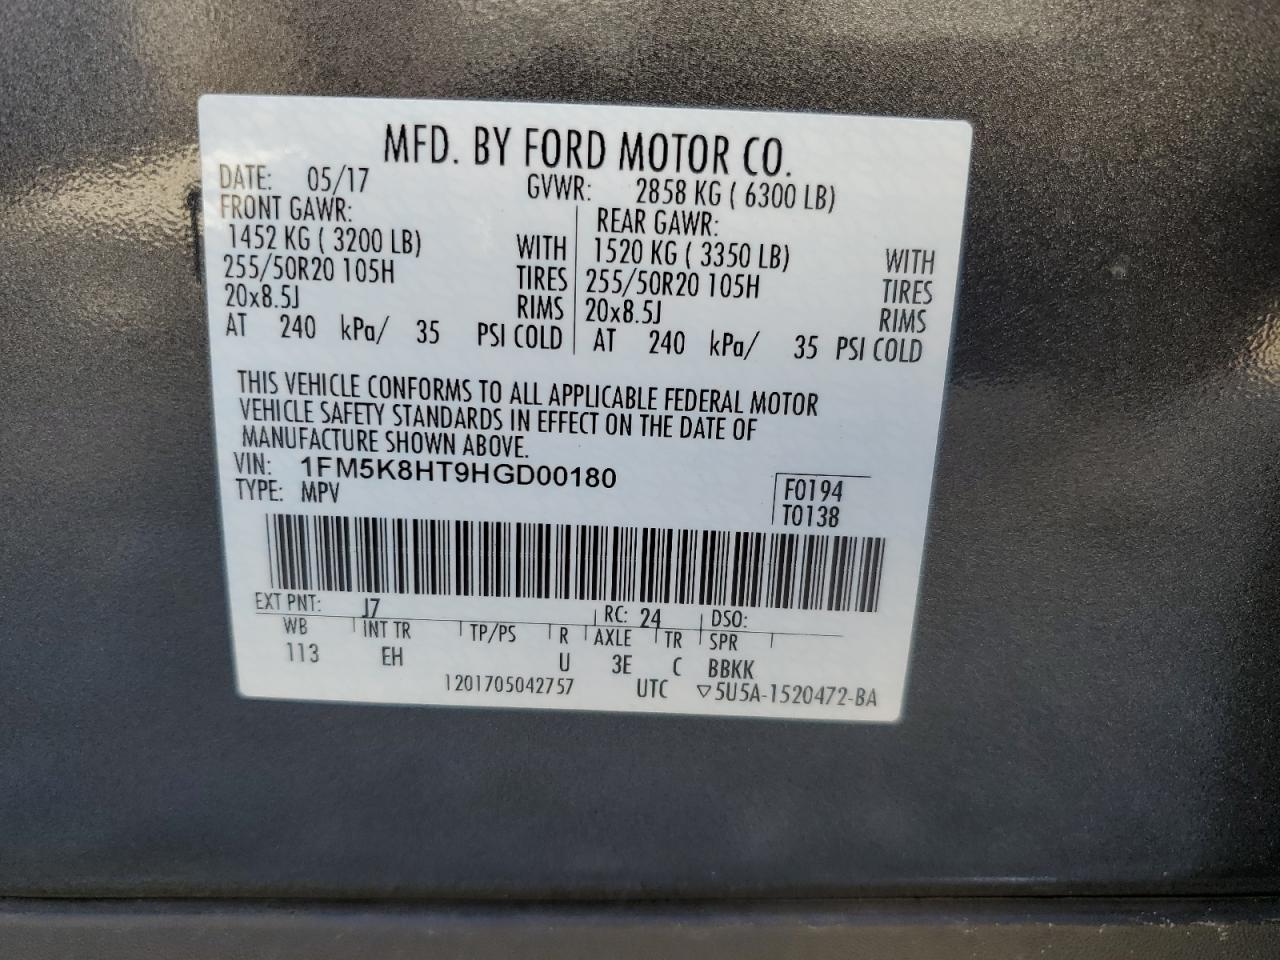 MFD. BY FORD MOTOR CO.
DATE: 05/17 GVWR: 2858 KG ( 6300 LB)
FRONT GAWR: REAR GAWR:
1452 KG ( 3200 LB) WITH 1520 KG ( 3350 LB) WITH
255/50R20 105H TIRES 255/50R20 105H TIRES
20x8.5J RIMS 20x8.5J RIMS
AT 240 kPa/ 35 PSI COLD AT 240 kPa/ 35 PSI COLD
THIS VEHICLE CONFORMS TO ALL APPLICABLE FEDERAL MOTOR
VEHICLE SAFETY STANDARDS IN EFFECT ON THE DATE OF
MANUFACTURE SHOWN ABOVE.
VIN: 1FM5K8HT9HGD00180
TYPE: MPV
F0194
T0138
EXT PNT: J7 RC: 24 DSO:
WB INT TR TP/PS R AXLE TR SPR
113 EH U 3E C BBKK
1201705042757 UTC ▽5U5A-1520472-BA